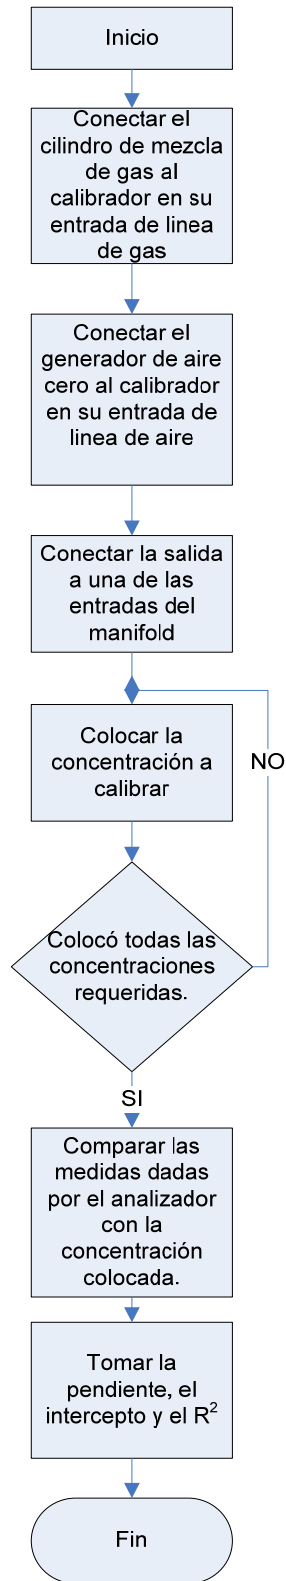 Inicio
Conectar el
cilindro de mezcla
de gas al
calibrador en su
entrada de linea
de gas
Conectar el
generador de aire
cero al calibrador
en su entrada de
linea de aire
Conectar la salida
a una de las
entradas del
manifold
Colocar la
concentración a
calibrar
NO
Colocó todas las
concentraciones
requeridas.
SI
Comparar las
medidas dadas
por el analizador
con la
concentración
colocada.
Tomar la
pendiente, el
intercepto y el R²
Fin